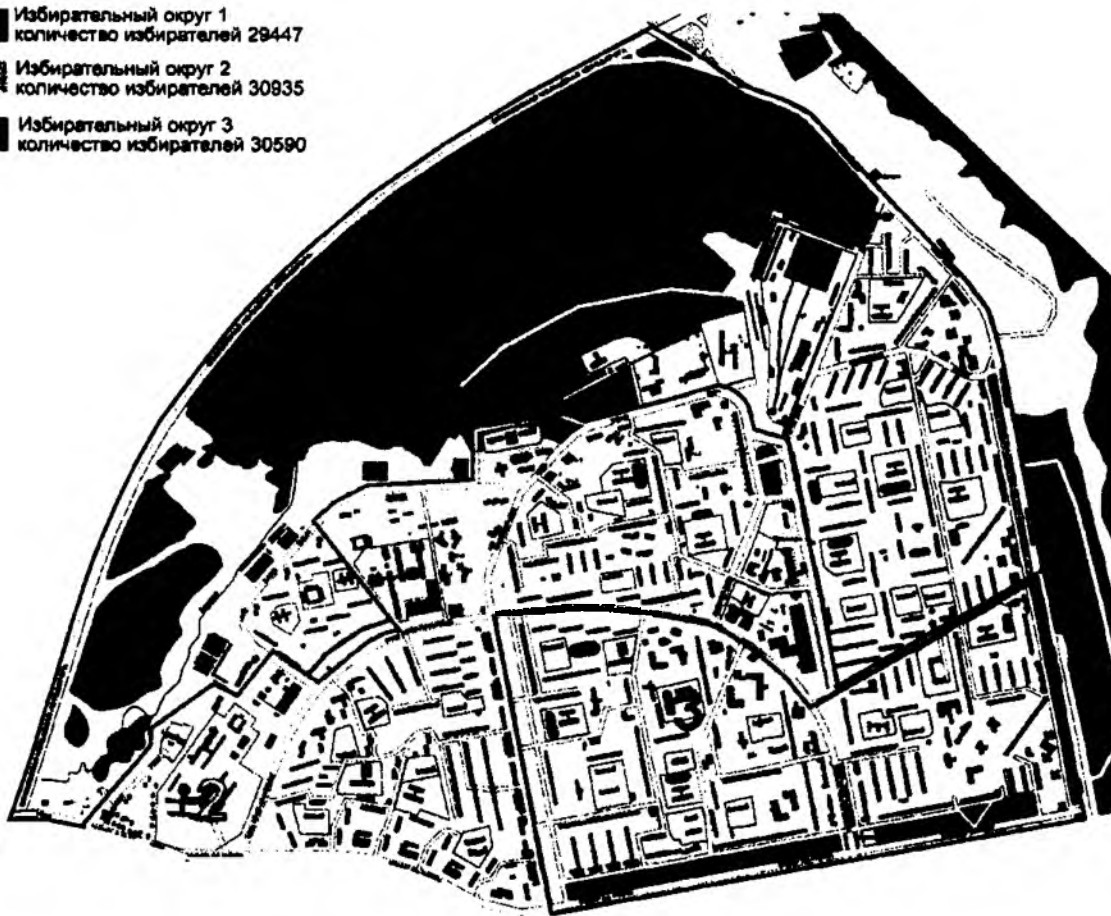 Избирательный округ 1
количество избирателей 29447
Избирательный округ 2
количество избирателей 30935
Избирательный округ 3
количество избирателей 30590